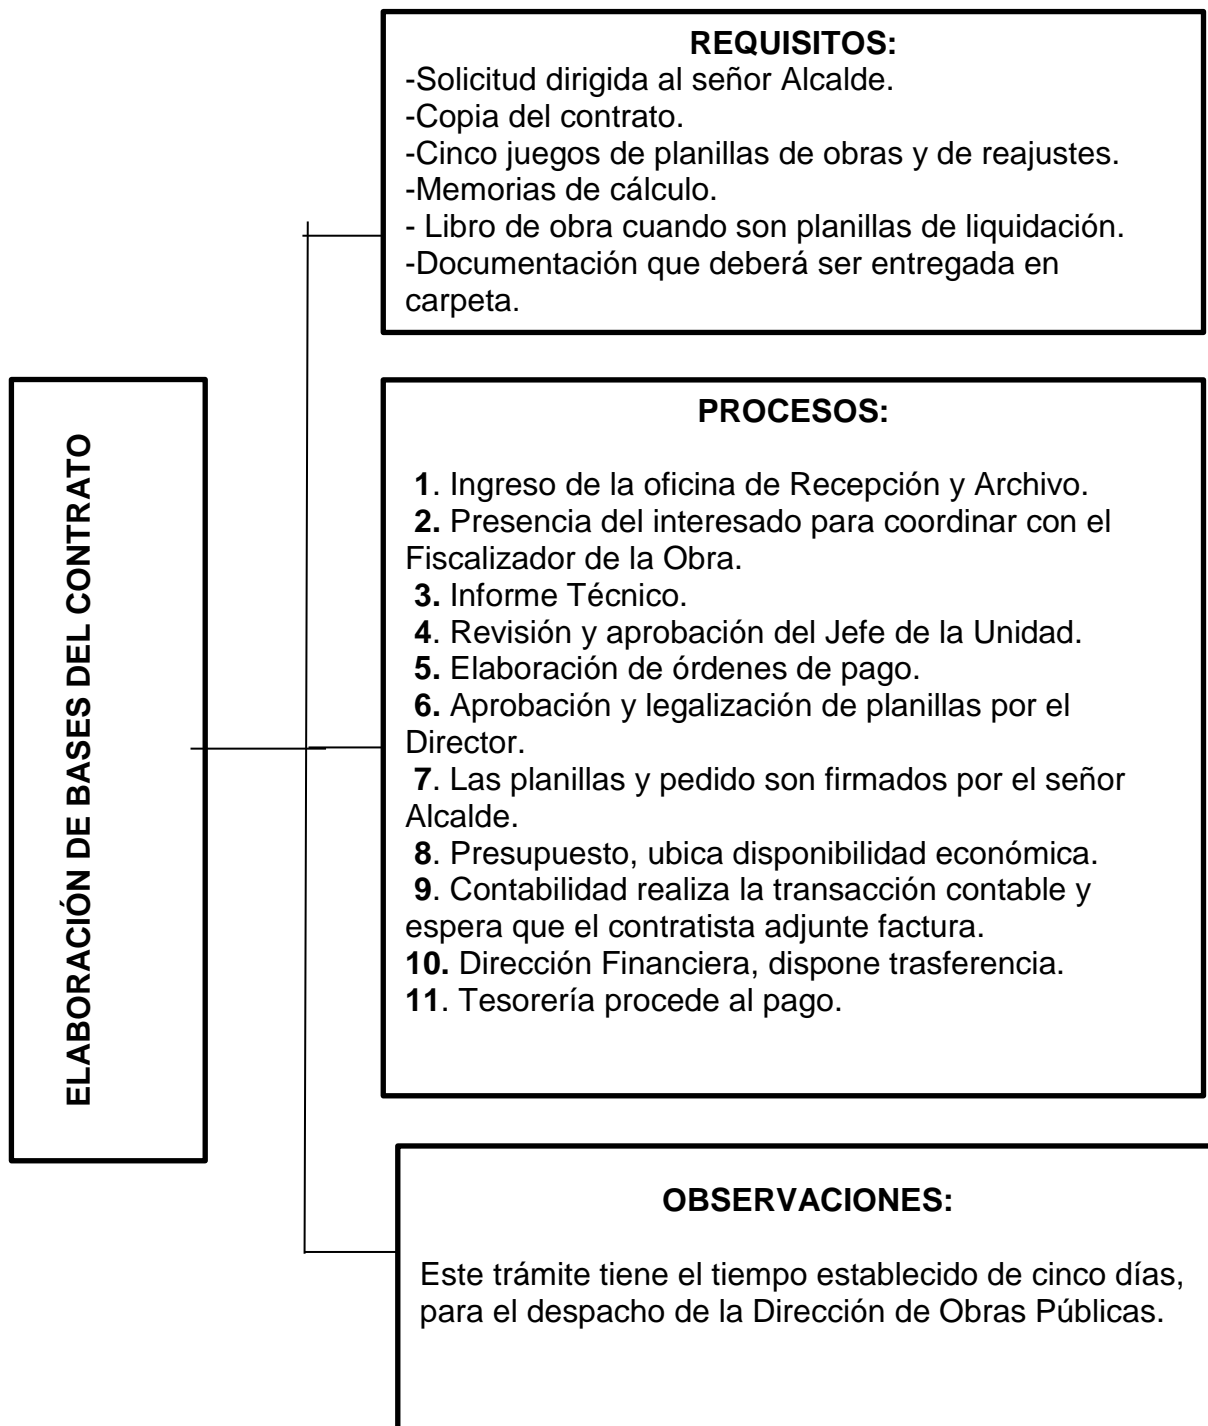 REQUISITOS:
-Solicitud dirigida al señor Alcalde.
-Copia del contrato.
-Cinco juegos de planillas de obras y de reajustes.
-Memorias de cálculo.
- Libro de obra cuando son planillas de liquidación.
-Documentación que deberá ser entregada en
carpeta.
ELABORACIÓN DE BASES DEL CONTRATO
PROCESOS:
1. Ingreso de la oficina de Recepción y Archivo.
2. Presencia del interesado para coordinar con el
Fiscalizador de la Obra.
3. Informe Técnico.
4. Revisión y aprobación del Jefe de la Unidad.
5. Elaboración de órdenes de pago.
6. Aprobación y legalización de planillas por el
Director.
7. Las planillas y pedido son firmados por el señor
Alcalde.
8. Presupuesto, ubica disponibilidad económica.
9. Contabilidad realiza la transacción contable y
espera que el contratista adjunte factura.
10. Dirección Financiera, dispone trasferencia.
11. Tesorería procede al pago.
OBSERVACIONES:
Este trámite tiene el tiempo establecido de cinco días,
para el despacho de la Dirección de Obras Públicas.